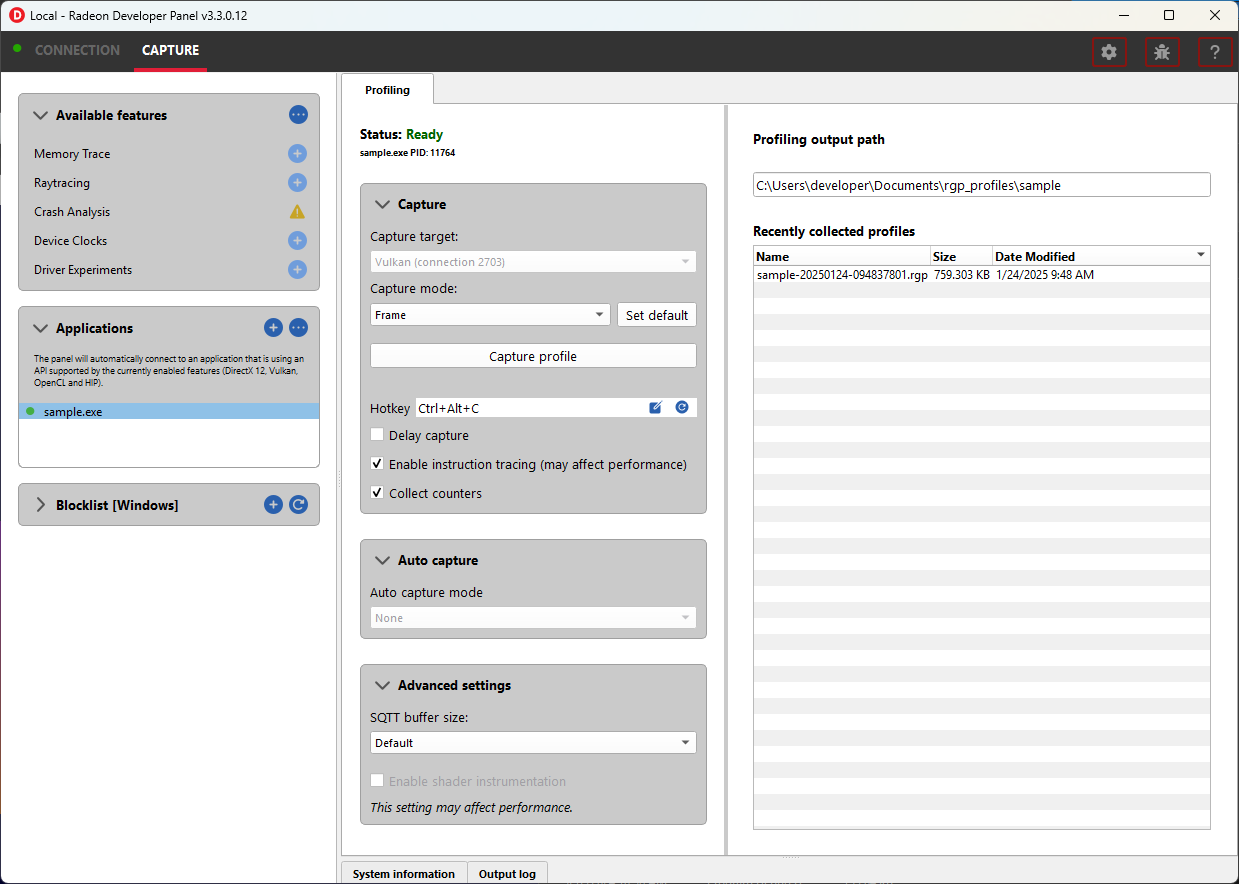 Local - Radeon Developer Panel v3.3.0.12
CONNECTION
CAPTURE
?
Available features
Memory Trace
Raytracing
Crash Analysis
Device Clocks
Driver Experiments
Applications
The panel will automatically connect to an application that is using an
API supported by the currently enabled features (DirectX 12, Vulkan,
OpenCL and HIP).
sample.exe
Blocklist [Windows]
Profiling
Status: Ready
sample.exe PID: 11764
Capture
Capture target:
Vulkan (connection 2703)
Capture mode:
Frame
Set default
Capture profile
Hotkey Ctrl+Alt+C
Delay capture
Enable instruction tracing (may affect performance)
Collect counters
Auto capture
Auto capture mode
None
Advanced settings
SQTT buffer size:
Default
Enable shader instrumentation
This setting may affect performance.
Profiling output path
C:\Users\developer\Documents\rgp_profiles\sample
Recently collected profiles
Name Size Date Modified
sample-20250124-094837801.rgp 759.303 KB 1/24/2025 9:48 AM
System information
Output log